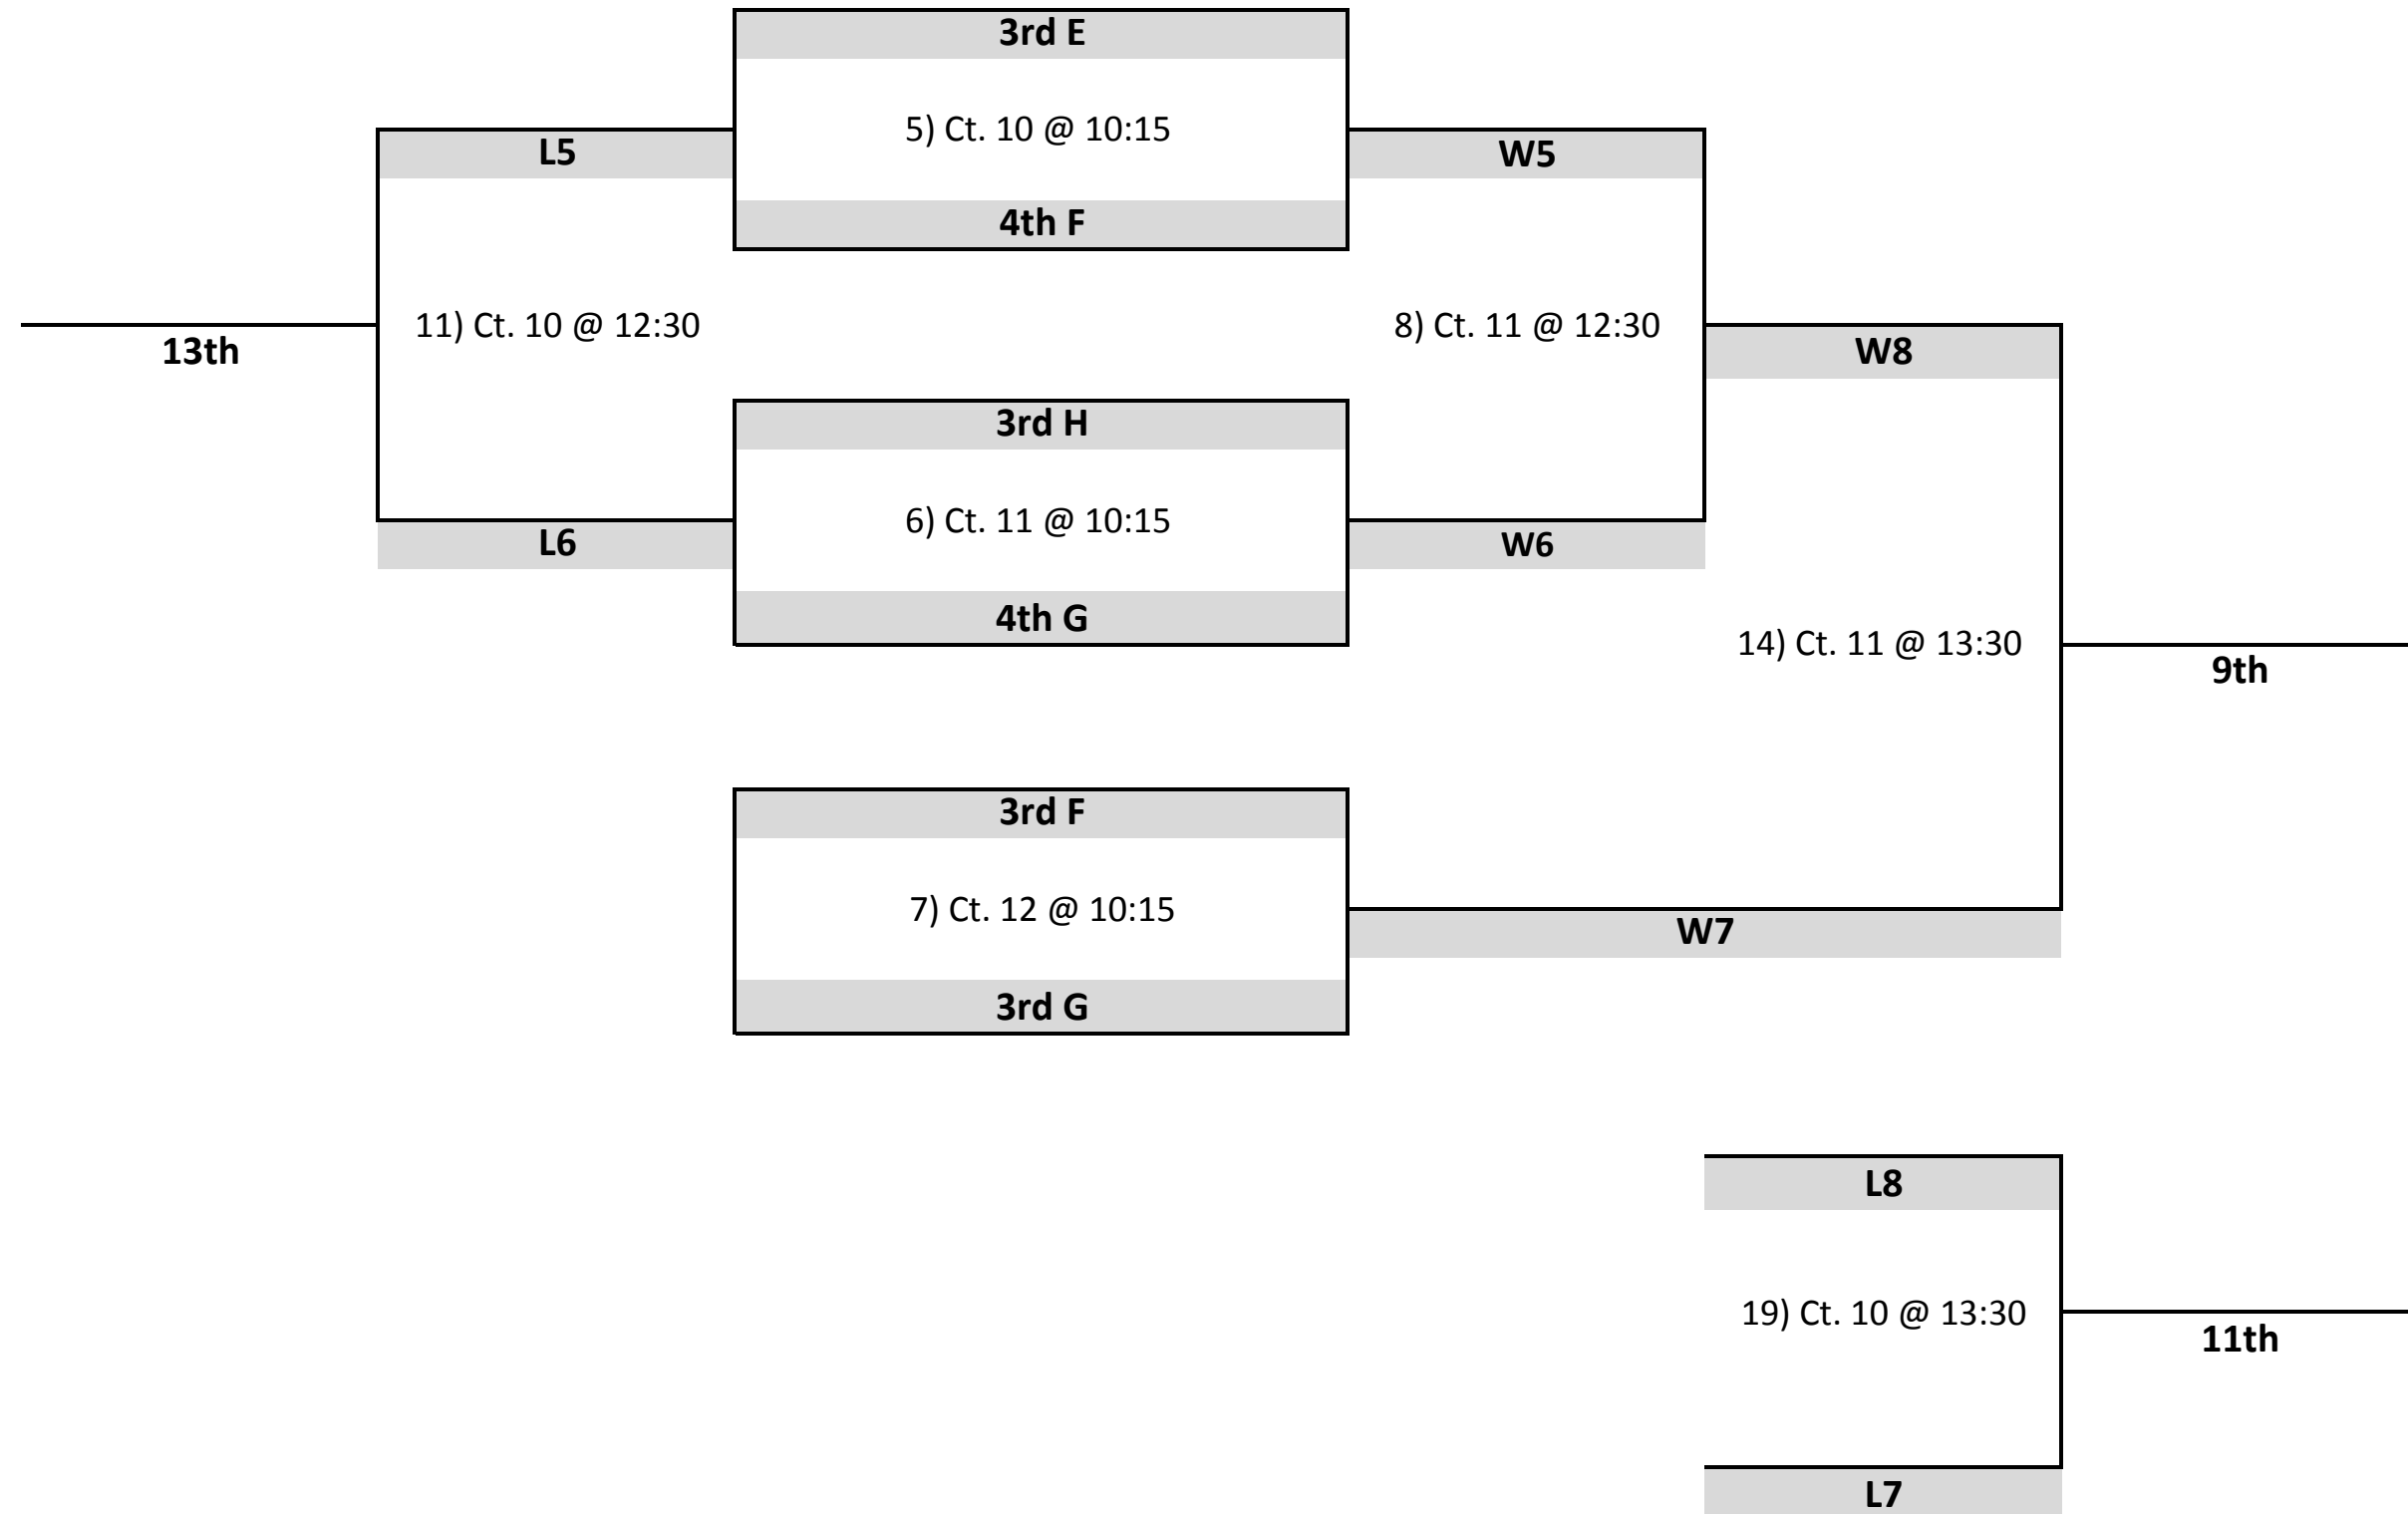 3rd E
5) Ct. 10 @ 10:15
L5
W5
4th F
11) Ct. 10 @ 12:30
8) Ct. 11 @ 12:30
13th
W8
3rd H
6) Ct. 11 @ 10:15
L6
W6
4th G
14) Ct. 11 @ 13:30
9th
3rd F
7) Ct. 12 @ 10:15
W7
3rd G
L8
19) Ct. 10 @ 13:30
11th
L7